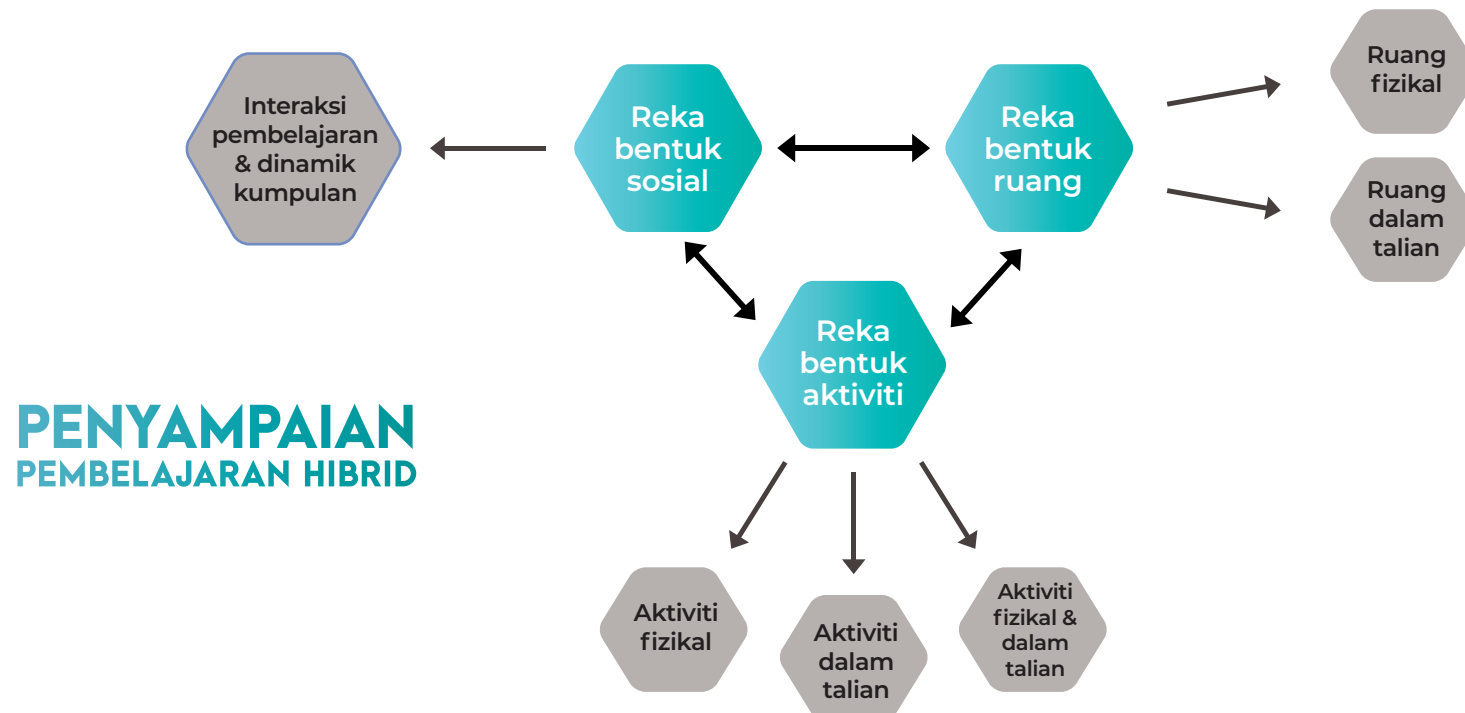 Interaksi
pembelajaran
& dinamik
kumpulan
Reka
bentuk
sosial
Reka
bentuk
ruang
Ruang
fizikal
Ruang
dalam
talian
Reka
bentuk
aktiviti
PENYAMPAIAN
PEMBELAJARAN HIBRID
Aktiviti
fizikal
Aktiviti
dalam
talian
Aktiviti
fizikal &
dalam
talian